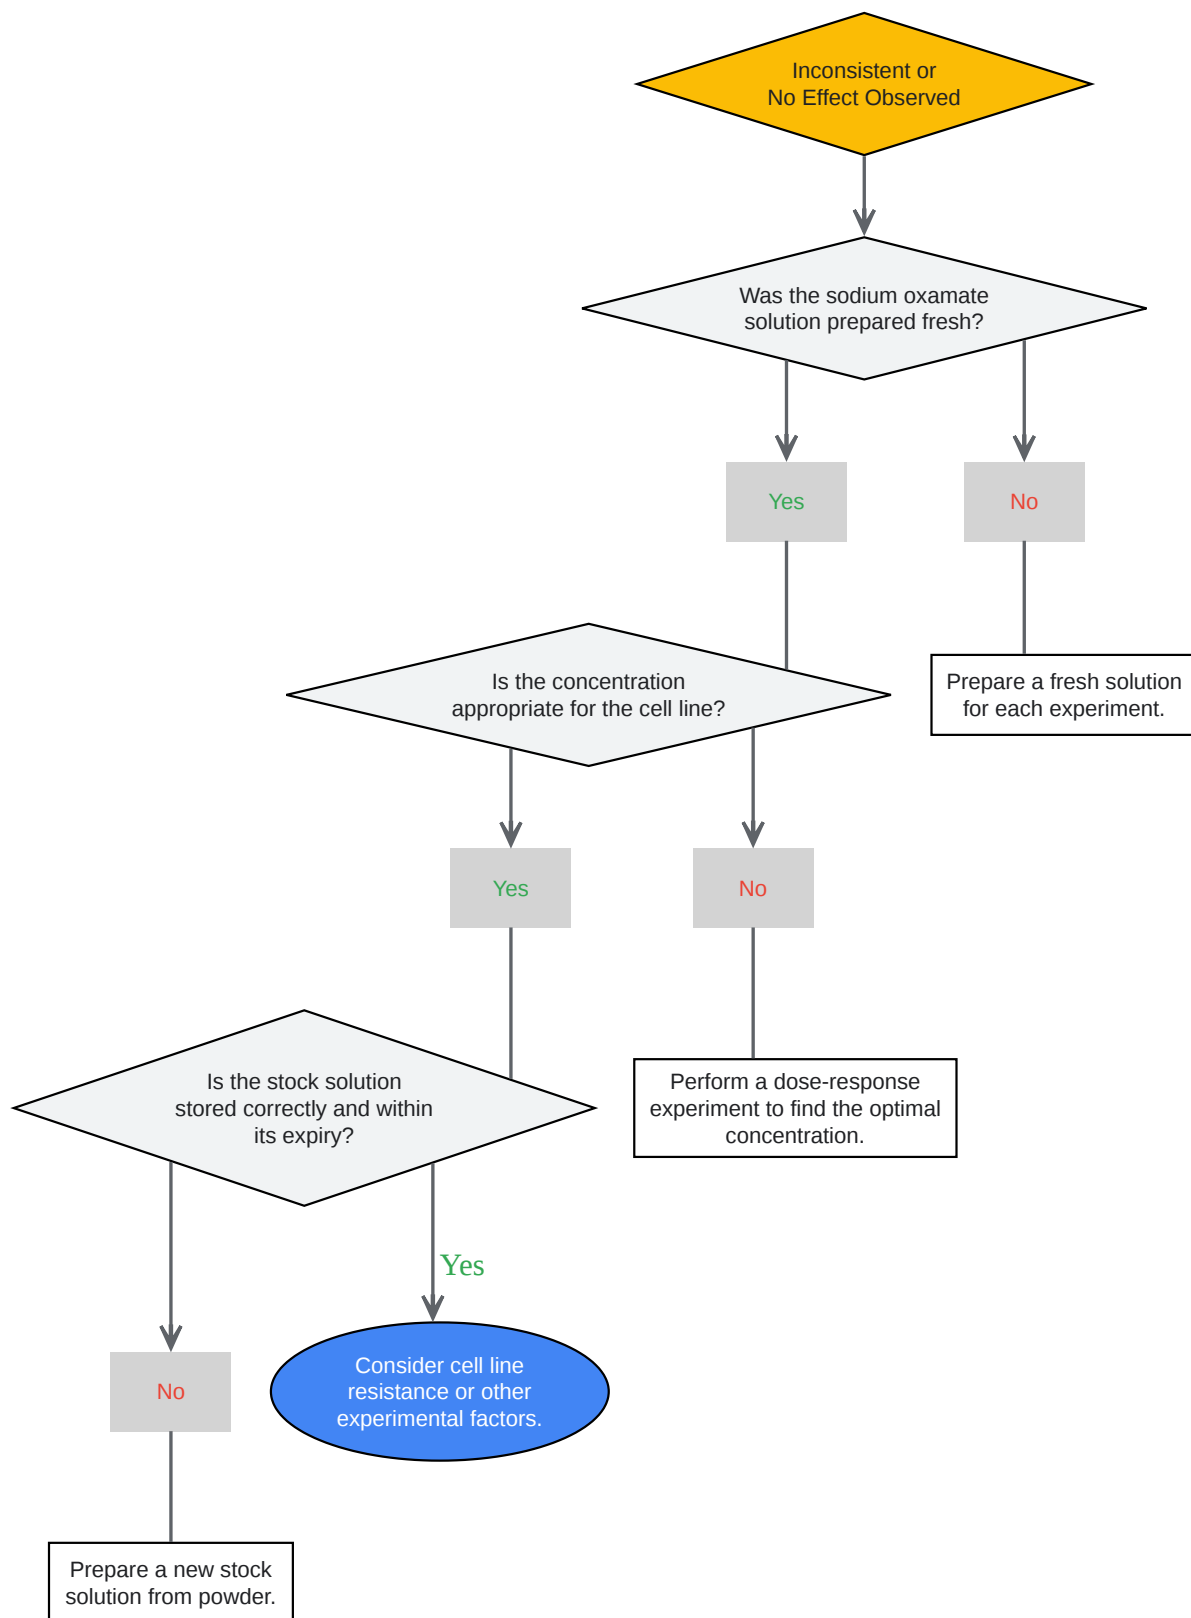 Inconsistent or
No Effect Observed
Was the sodium oxamate
solution prepared fresh?
Yes
No
Is the concentration
appropriate for the cell line?
Prepare a fresh solution
for each experiment.
Yes
No
Is the stock solution
stored correctly and within
its expiry?
Perform a dose-response
experiment to find the optimal
concentration.
Yes
No
Consider cell line
resistance or other
experimental factors.
Prepare a new stock
solution from powder.